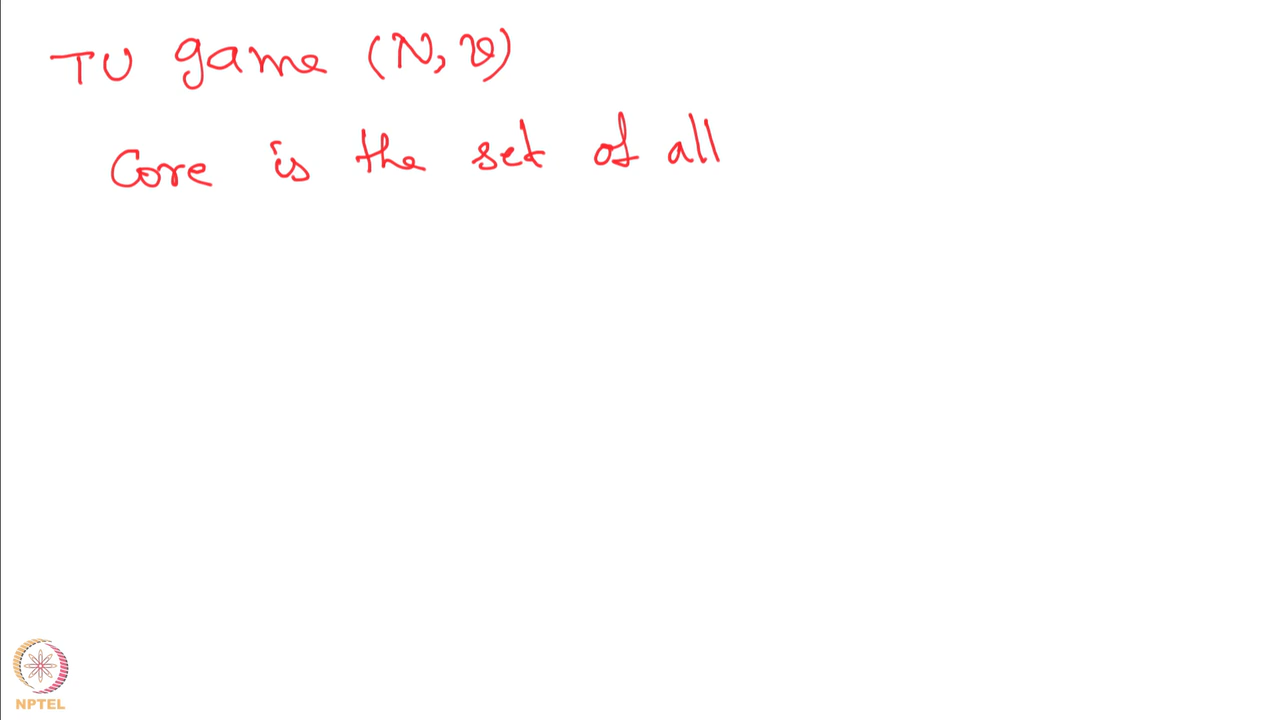 TU game (N, v)
Core is the set of all
NPTEL